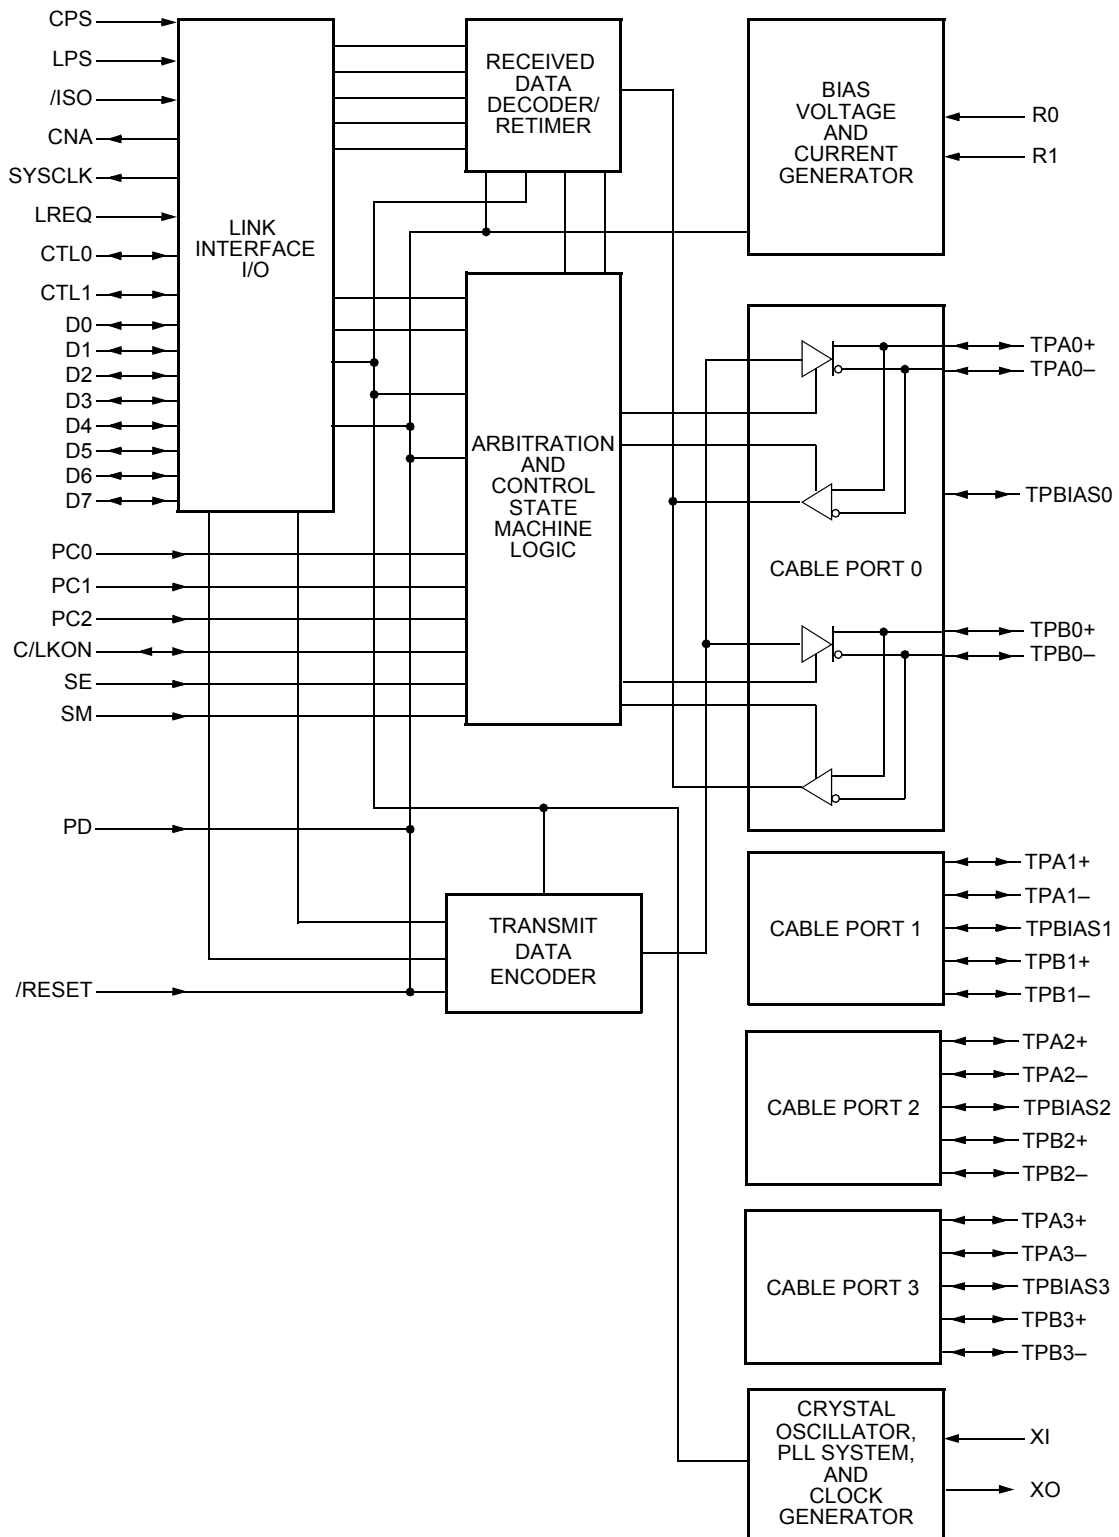 CPS
LPS
/ISO
CNA
SYSCLK
LREQ
CTL0
CTL1
D0
D1
D2
D3
D4
D5
D6
D7
PC0
PC1
PC2
C/LKON
SE
SM
PD
/RESET
LINK
INTERFACE
I/O
RECEIVED
DATA
DECODER/
RETIMER
ARBITRATION
AND
CONTROL
STATE
MACHINE
LOGIC
TRANSMIT
DATA
ENCODER
BIAS
VOLTAGE
AND
CURRENT
GENERATOR
R0
R1
CABLE PORT 0
TPA0+
TPA0–
TPBIAS0
TPB0+
TPB0–
CABLE PORT 1
TPA1+
TPA1–
TPBIAS1
TPB1+
TPB1–
CABLE PORT 2
TPA2+
TPA2–
TPBIAS2
TPB2+
TPB2–
CABLE PORT 3
TPA3+
TPA3–
TPBIAS3
TPB3+
TPB3–
CRYSTAL
OSCILLATOR,
PLL SYSTEM,
AND
CLOCK
GENERATOR
XI
XO